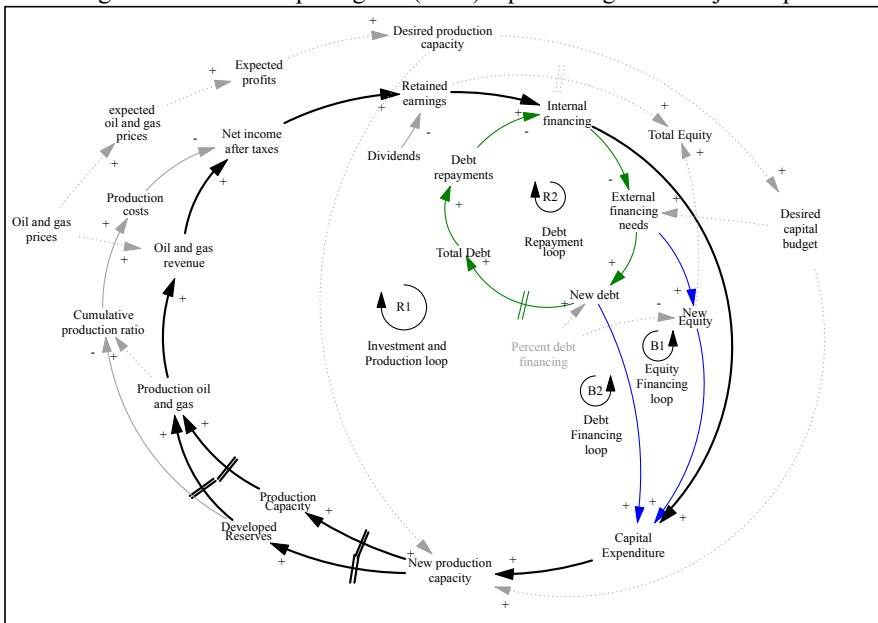 Desired production
capacity
Expected
profits
Retained
earnings
Internal
financing
expected
oil and gas
prices
Net income
after taxes
Total Equity
Dividends
Debt
repayments
Production
costs
R2
External
financing
needs
Desired
capital
budget
Oil and gas
prices
Oil and gas
revenue
Debt
Repayment
loop
Total Debt
New debt
R1
New
Equity
Cumulative
production ratio
Investment and
Production loop
Percent debt
financing
B1
Equity
Financing
loop
Production oil
and gas
B2
Debt
Financing
loop
Production
Capacity
Developed
Reserves
Capital
Expenditure
New production
capacity